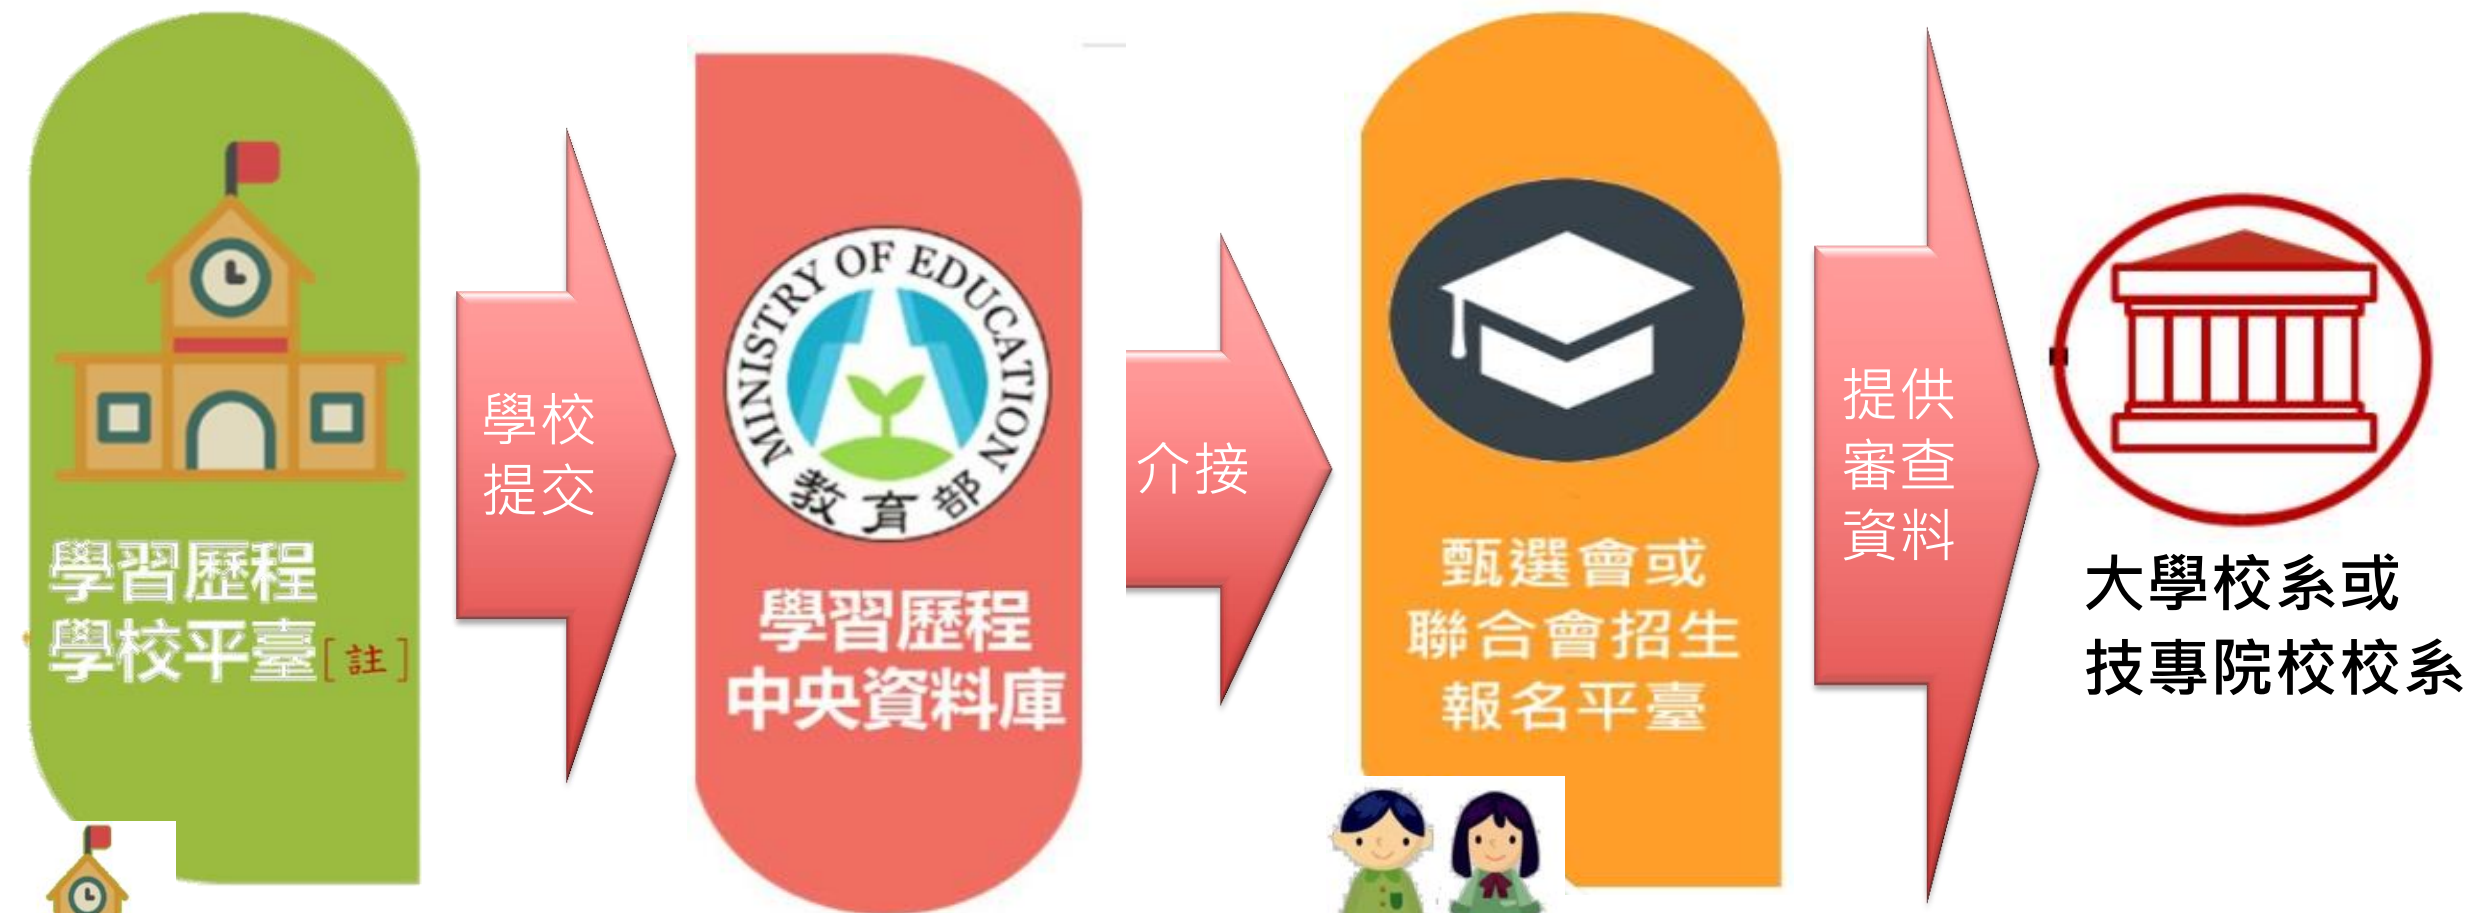 學習歷程
學校平臺[註]
學校
提交
MINISTRY OF EDUCATION
教育部
學習歷程
中央資料庫
介接
甄選會或
聯合會招生
報名平臺
提供
審查
資料
大學校系或
技專院校校系